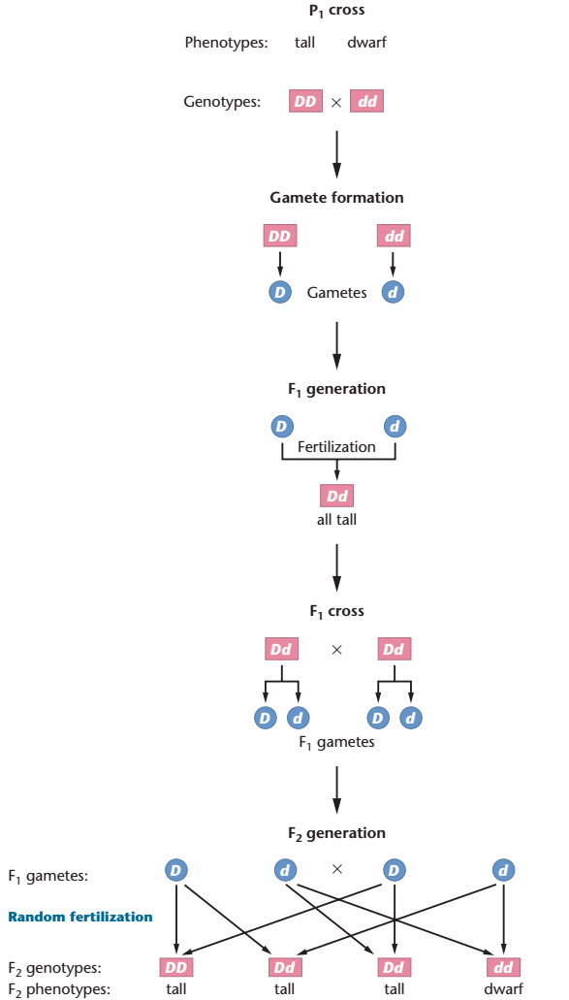 P1 cross
Phenotypes: tall dwarf
Genotypes: DD × dd
Gamete formation
DD dd
D Gametes d
F1 generation
D d
Fertilization
Dd
all tall
F1 cross
Dd × Dd
D d D d
F1 gametes
F2 generation
F1 gametes: D d × D d
Random fertilization
F2 genotypes: DD Dd Dd dd
F2 phenotypes: tall tall tall dwarf